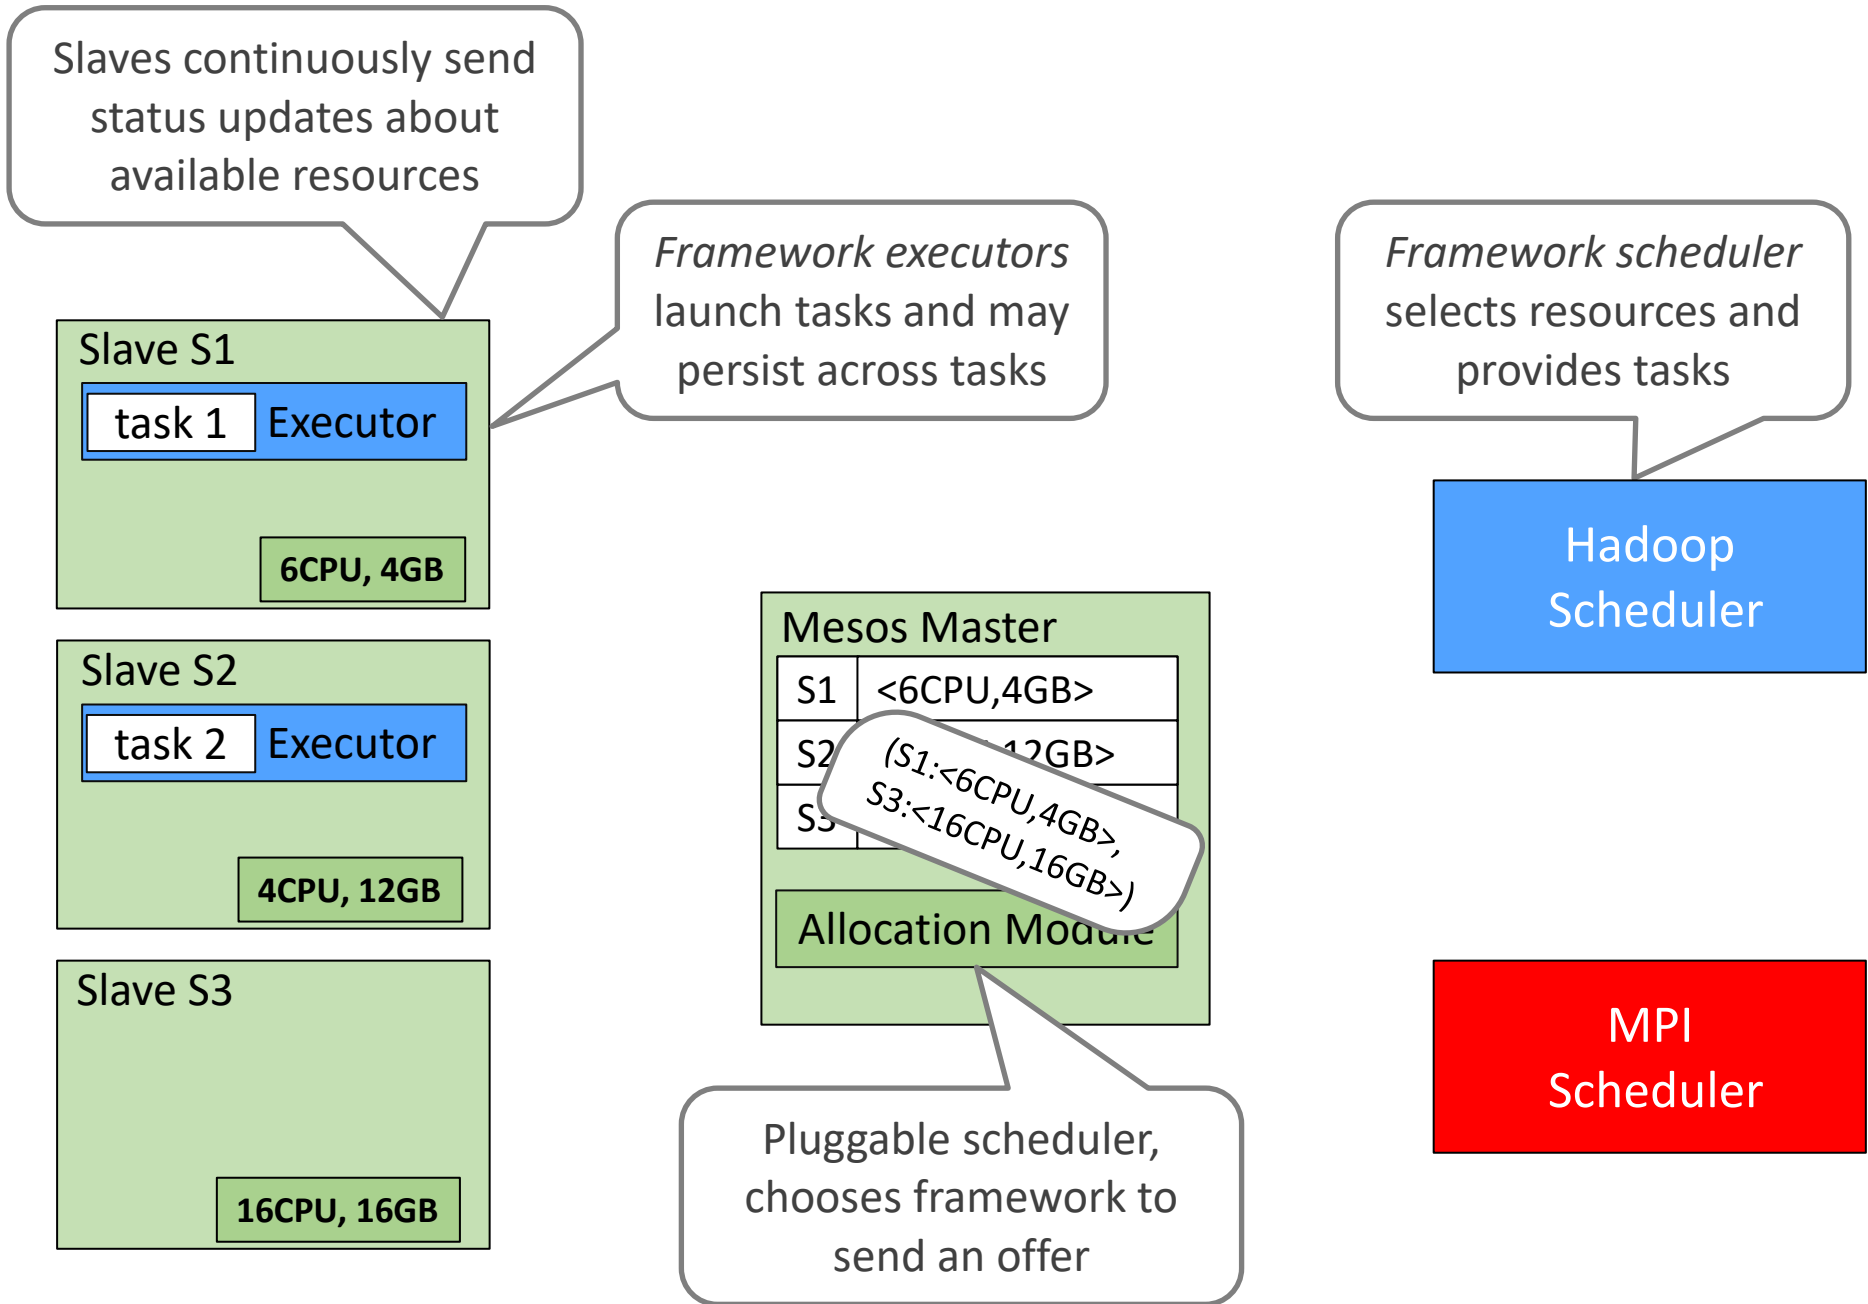 Slaves continuously send
status updates about
available resources
Framework executors
launch tasks and may
persist across tasks
Framework scheduler
selects resources and
provides tasks
Slave S1
task 1 Executor
6CPU, 4GB
Slave S2
task 2 Executor
4CPU, 12GB
Slave S3
16CPU, 16GB
Mesos Master
S1 <6CPU,4GB>
S2 12GB>
S3
(S1:<6CPU,4GB>,
S3:<16CPU,16GB>)
Allocation Module
Pluggable scheduler,
chooses framework to
send an offer
Hadoop
Scheduler
MPI
Scheduler